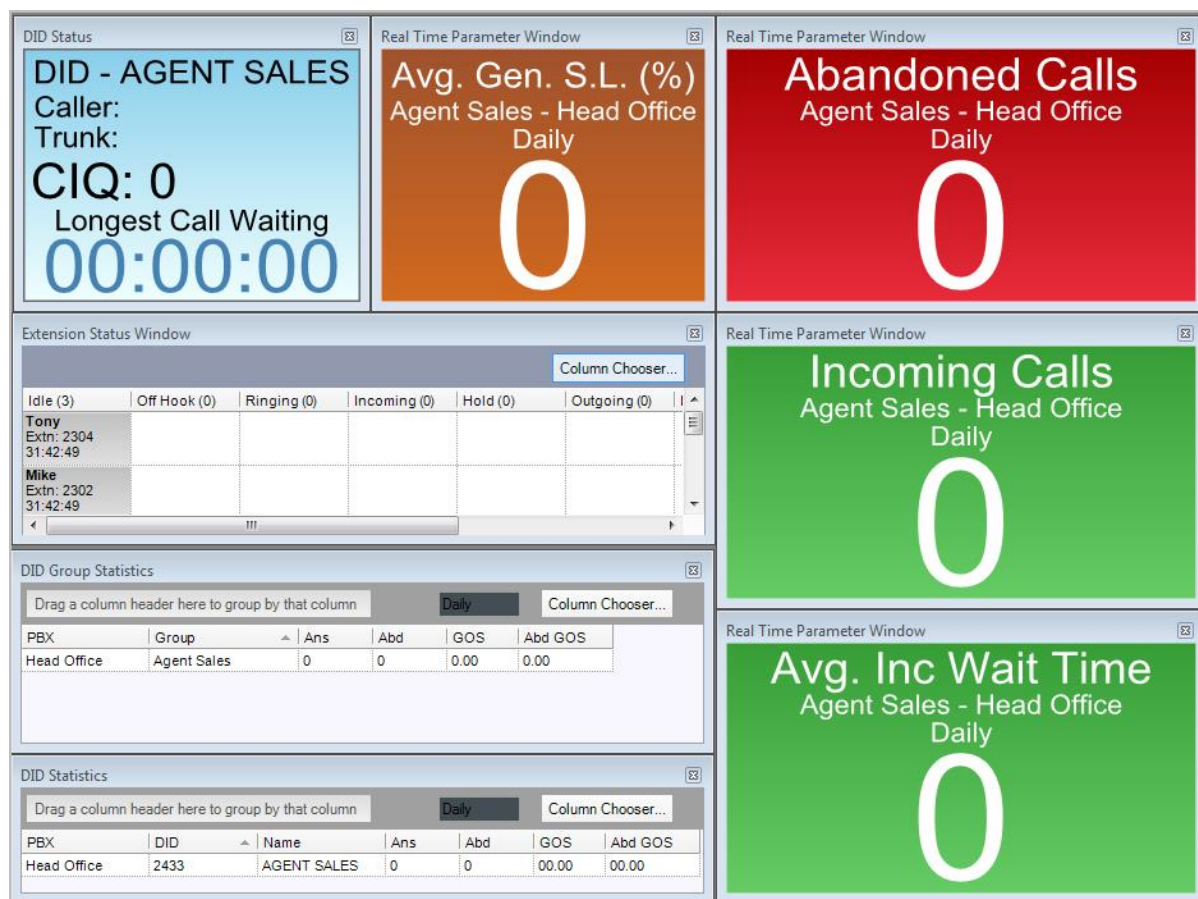 DID Status
DID - AGENT SALES
Caller:
Trunk:
CIQ: 0
Longest Call Waiting
00:00:00
Real Time Parameter Window
Avg. Gen. S.L. (%)
Agent Sales - Head Office
Daily
0
Real Time Parameter Window
Abandoned Calls
Agent Sales - Head Office
Daily
0
Extension Status Window
Column Chooser...
Idle (3) Off Hook (0) Ringing (0) Incoming (0) Hold (0) Outgoing (0)
Tony
Extn: 2304
31:42:49
Mike
Extn: 2302
31:42:49
Real Time Parameter Window
Incoming Calls
Agent Sales - Head Office
Daily
0
DID Group Statistics
Drag a column header here to group by that column Daily Column Chooser...
PBX Group Ans Abd GOS Abd GOS
Head Office Agent Sales 0 0 0.00 0.00
Real Time Parameter Window
Avg. Inc Wait Time
Agent Sales - Head Office
Daily
0
DID Statistics
Drag a column header here to group by that column Daily Column Chooser...
PBX DID Name Ans Abd GOS Abd GOS
Head Office 2433 AGENT SALES 0 0 00.00 00.00